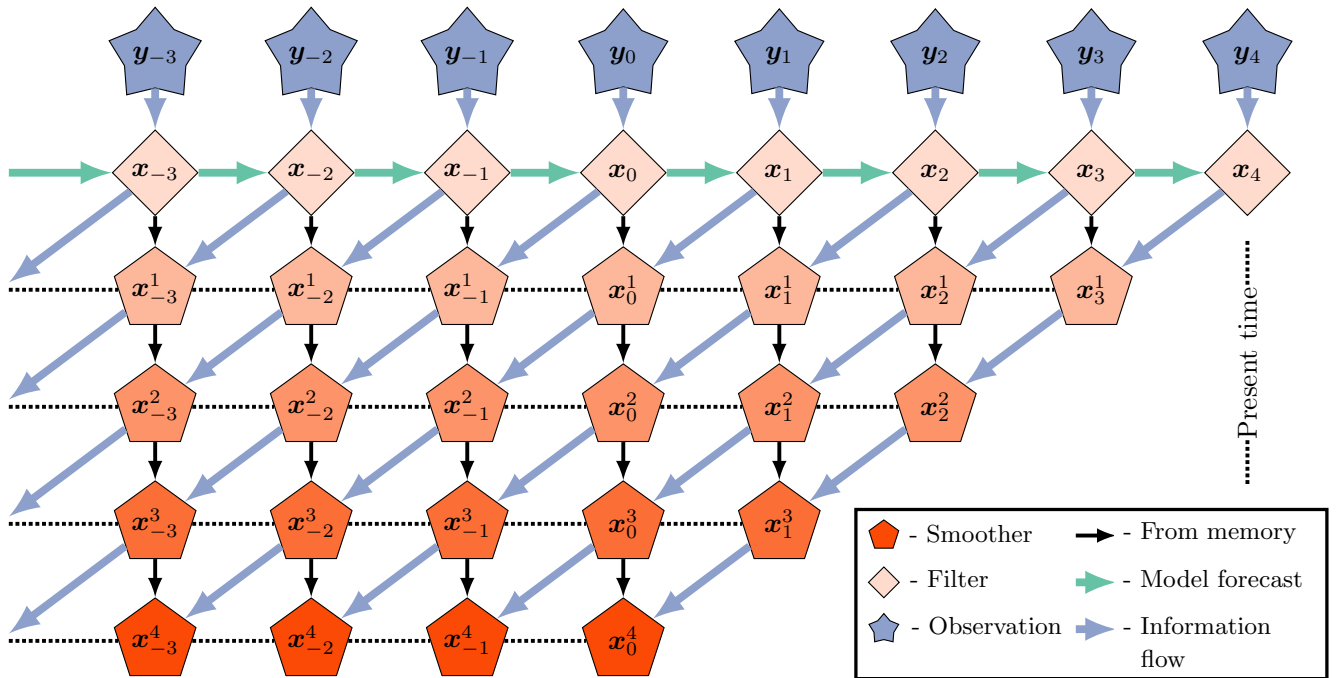 y₋₃ y₋₂ y₋₁ y₀ y₁ y₂ y₃ y₄
x₋₃ x₋₂ x₋₁ x₀ x₁ x₂ x₃ x₄
x¹₋₃ x¹₋₂ x¹₋₁ x¹₀ x¹₁ x¹₂ x¹₃
x²₋₃ x²₋₂ x²₋₁ x²₀ x²₁ x²₂
x³₋₃ x³₋₂ x³₋₁ x³₀ x³₁
x⁴₋₃ x⁴₋₂ x⁴₋₁ x⁴₀
Present time
- Smoother
- Filter
- Observation
- From memory
- Model forecast
- Information
flow